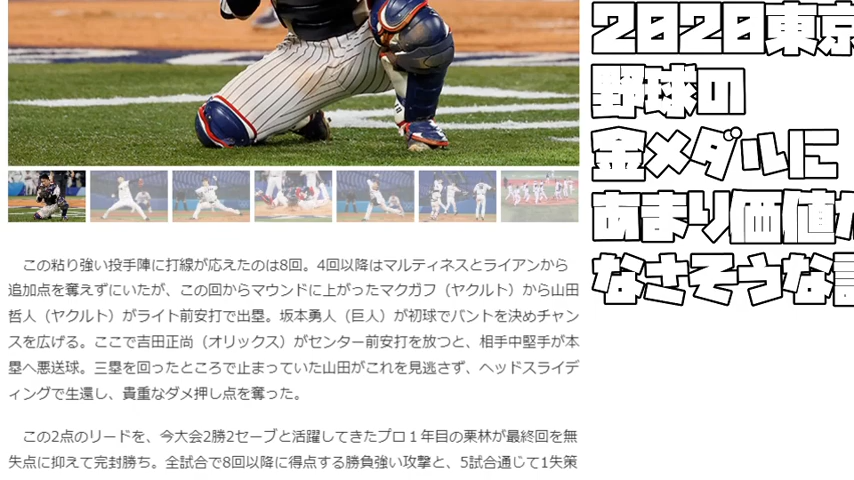 2020東京
野球の
金メダルに
あまり価値が
なさそうな
この粘り強い投手陣に打線が応えたのは8回。4回以降はマルティネスとライアンから
追加点を奪えずにいたが、この回からマウンドに上がったマクガフ（ヤクルト）から山田
哲人（ヤクルト）がライト前安打で出塁。坂本勇人（巨人）が初球でバントを決めチャン
スを広げる。ここで吉田正尚（オリックス）がセンター前安打を放つと、相手中堅手が本
塁へ悪送球。三塁を回ったところで止まっていた山田がこれを見逃さず、ヘッドスライデ
ィングで生還し、貴重なダメ押し点を奪った。
この2点のリードを、今大会2勝2セーブと活躍してきたプロ１年目の栗林が最終回を無
失点に抑えて完封勝ち。全試合で8回以降に得点する勝負強い攻撃と、5試合通じて1失策